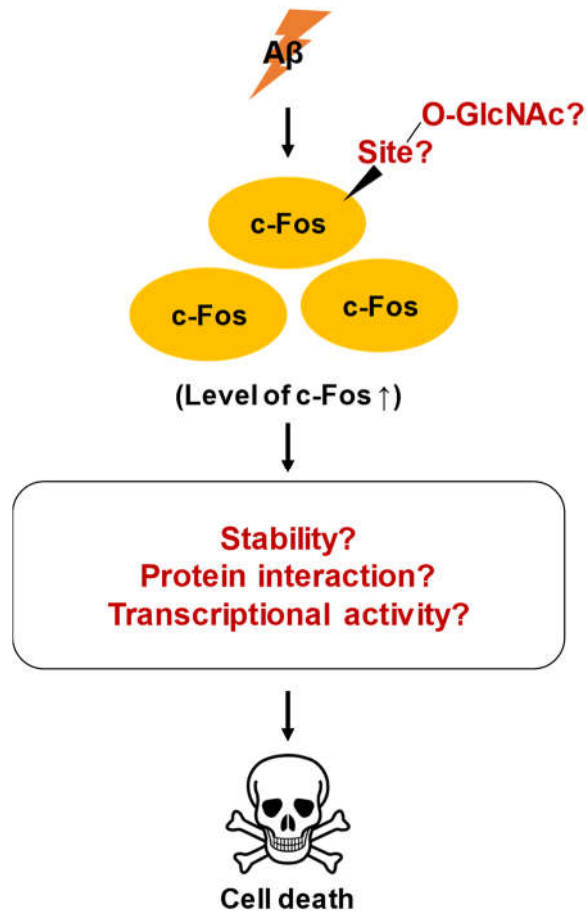 Aβ
O-GlcNAc?
Site?
c-Fos
c-Fos
c-Fos
(Level of c-Fos ↑)
Stability?
Protein interaction?
Transcriptional activity?
Cell death